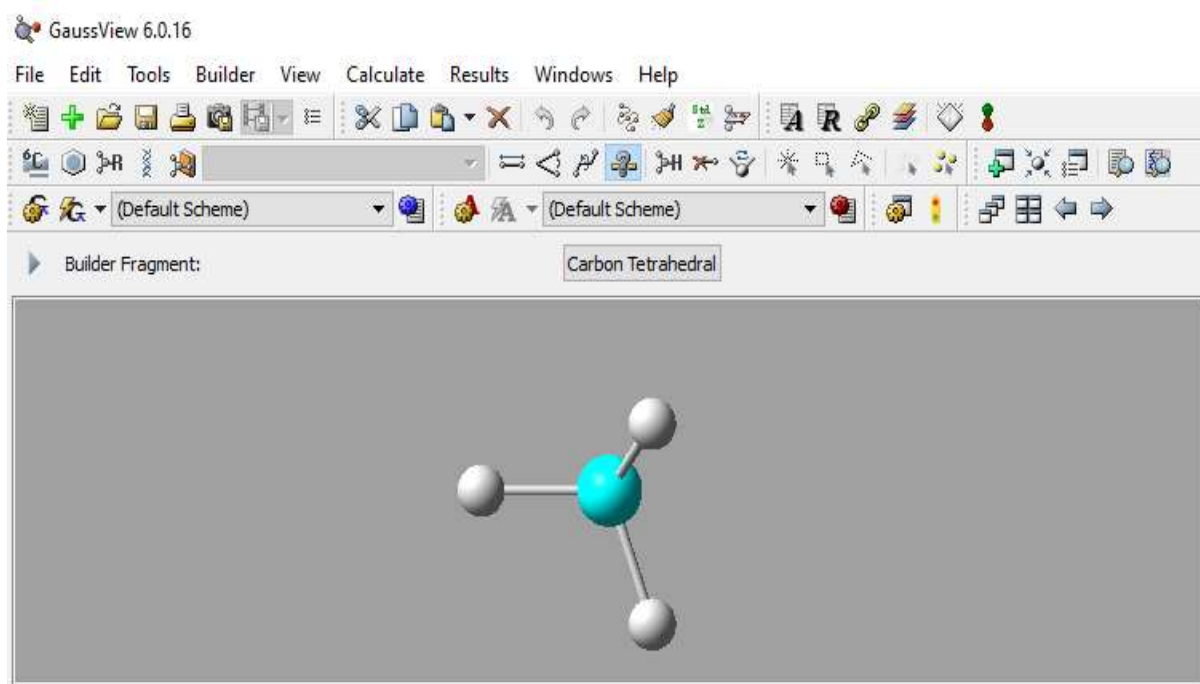 GaussView 6.0.16
File Edit Tools Builder View Calculate Results Windows Help
A R
R H
(Default Scheme) A (Default Scheme)
Builder Fragment: Carbon Tetrahedral